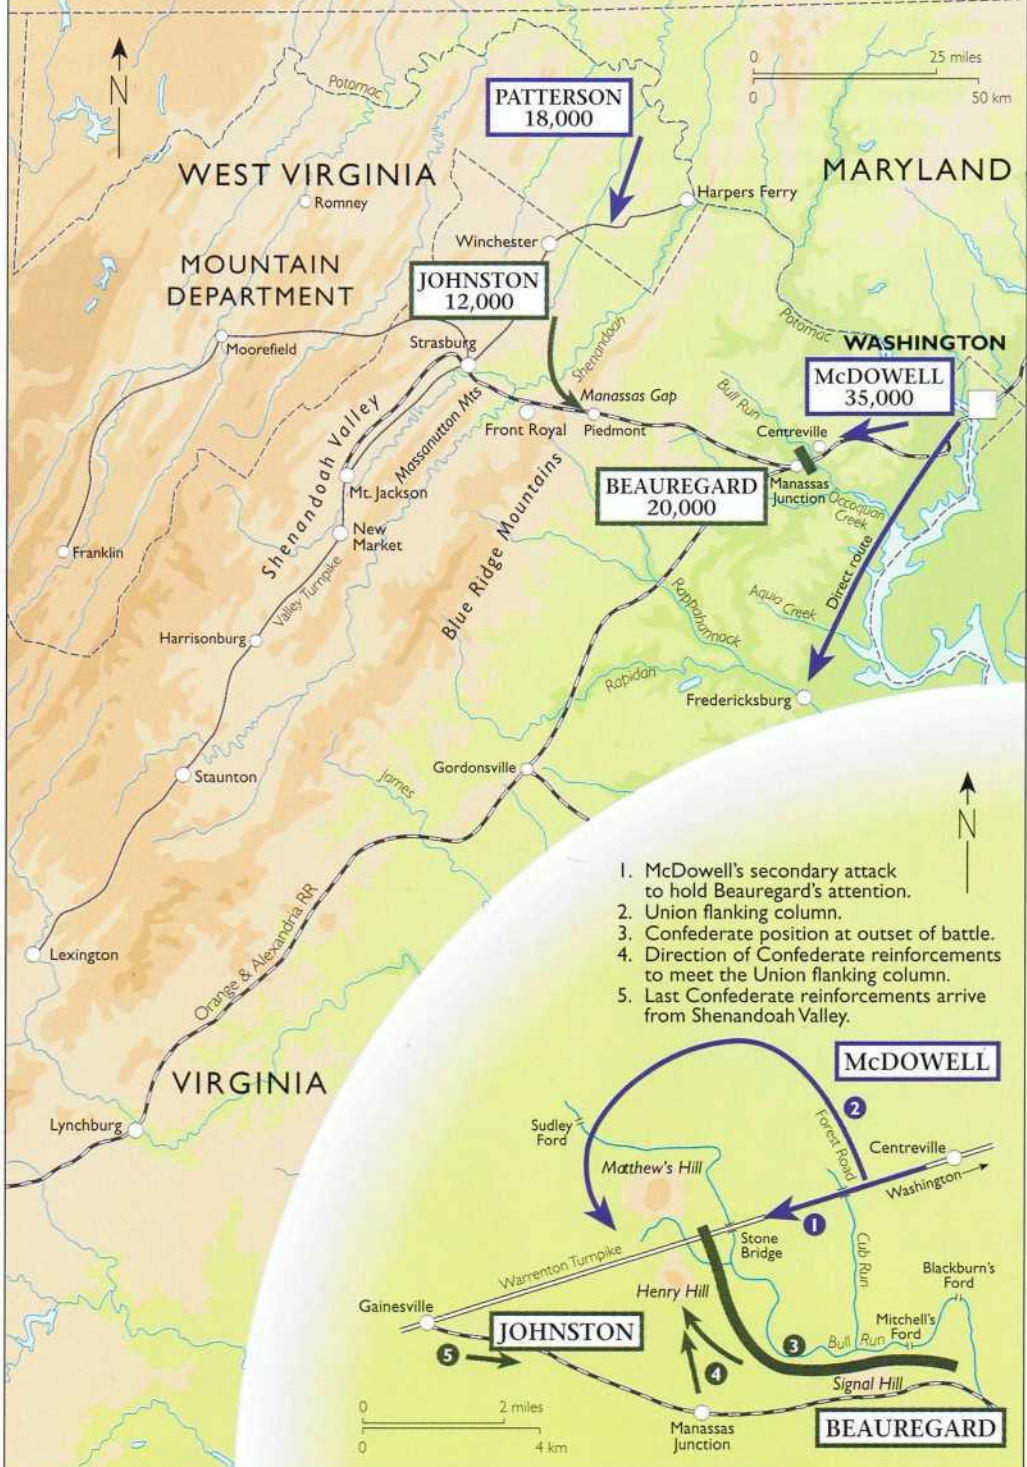 N
0 25 miles
0 50 km
Potomac
PATTERSON
18,000
WEST VIRGINIA
MARYLAND
Romney
Harpers Ferry
Winchester
MOUNTAIN
DEPARTMENT
JOHNSTON
12,000
Potomac
Shenandoah
Moorefield
Strasburg
WASHINGTON
McDOWELL
35,000
Manassas Gap
Bull Run
Centreville
Front Royal
Piedmont
Shenandoah Valley
Massanutton Mts
BEAUREGARD
20,000
Manassas
Junction
Occoquan
Creek
Mt. Jackson
New
Market
Franklin
Blue Ridge Mountains
Direct route
Valley Turnpike
Rappahannock
Aquia Creek
Harrisonburg
Rapidan
Fredericksburg
Staunton
Gordonsville
James
Lexington
Orange & Alexandria RR
VIRGINIA
Lynchburg
N
1. McDowell's secondary attack
to hold Beauregard's attention.
2. Union flanking column.
3. Confederate position at outset of battle.
4. Direction of Confederate reinforcements
to meet the Union flanking column.
5. Last Confederate reinforcements arrive
from Shenandoah Valley.
McDOWELL
2
Sudley
Ford
Forest Road
Centreville
Matthew's Hill
Washington
1
Stone
Bridge
Warrenton Turnpike
Cub Run
Blackburn's
Ford
Henry Hill
Gainesville
Mitchell's
Ford
JOHNSTON
3
Bull Run
5
4
Signal Hill
0 2 miles
0 4 km
Manassas
Junction
BEAUREGARD